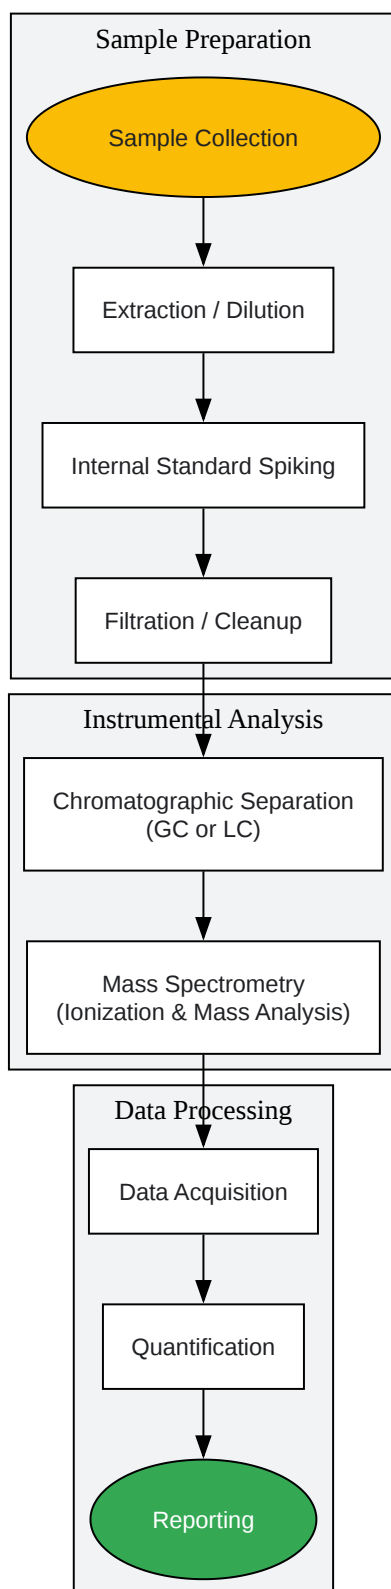 Sample Preparation
Sample Collection
Extraction / Dilution
Internal Standard Spiking
Filtration / Cleanup
Instrumental Analysis
Chromatographic Separation
(GC or LC)
Mass Spectrometry
(Ionization & Mass Analysis)
Data Processing
Data Acquisition
Quantification
Reporting